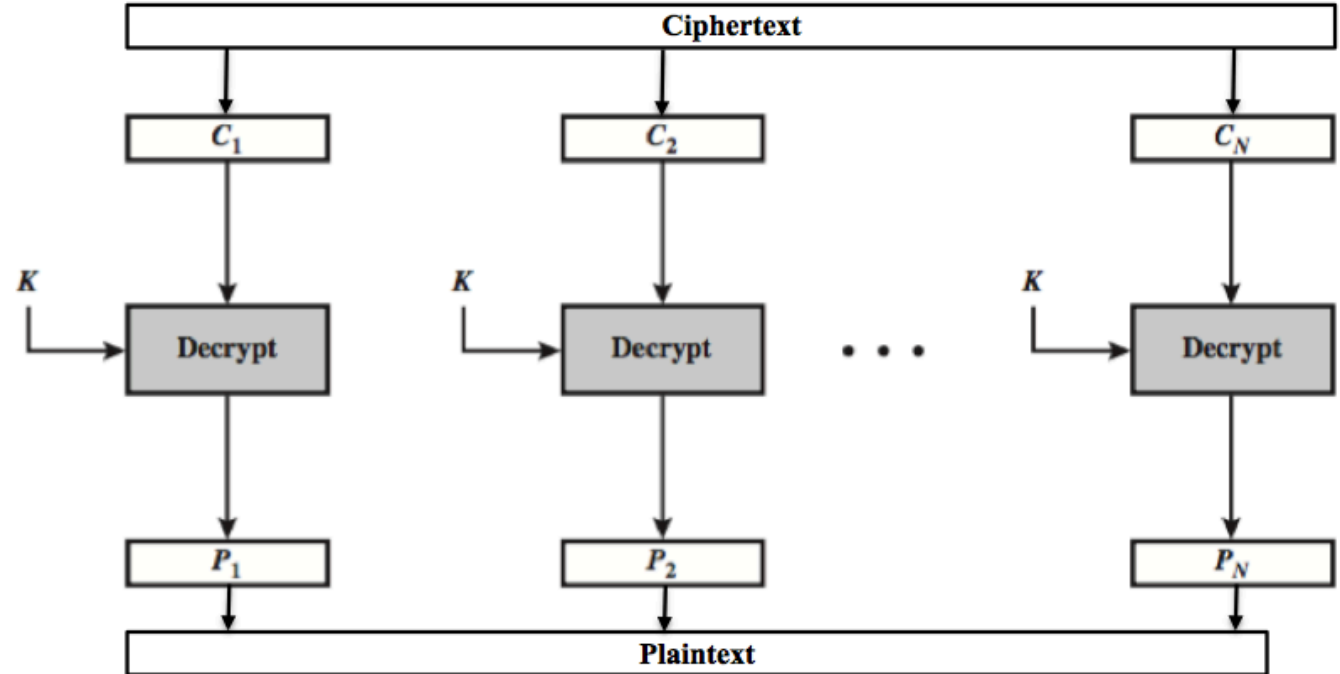 Ciphertext
C1 C2 CN
K K K
Decrypt Decrypt • • • Decrypt
P1 P2 PN
Plaintext